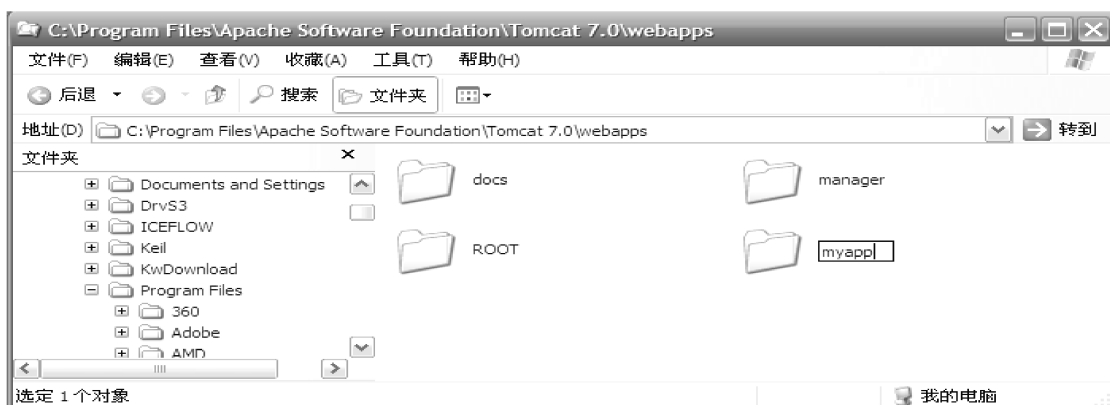 C:\Program Files\Apache Software Foundation\Tomcat 7.0\webapps
文件(F) 编辑(E) 查看(V) 收藏(A) 工具(T) 帮助(H)
后退 搜索 文件夹
地址(D) C:\Program Files\Apache Software Foundation\Tomcat 7.0\webapps 转到
文件夹
Documents and Settings
DrvS3
ICEFLOW
Keil
KwDownload
Program Files
360
Adobe
AMD
docs manager
ROOT myapp
选定 1 个对象 我的电脑